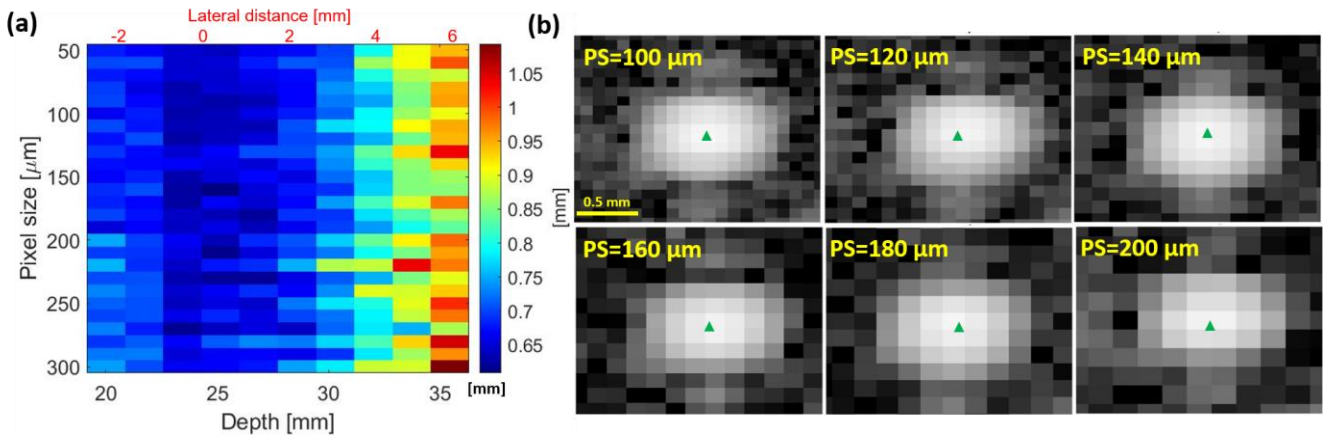 (a)
Lateral distance [mm]
-2 0 2 4 6
Pixel size [μm]
50
100
150
200
250
300
20 25 30 35
Depth [mm]
1.05
1
0.95
0.9
0.85
0.8
0.75
0.7
0.65
[mm]
[mm]
(b)
PS=100 μm
PS=120 μm
PS=140 μm
0.5 mm
PS=160 μm
PS=180 μm
PS=200 μm